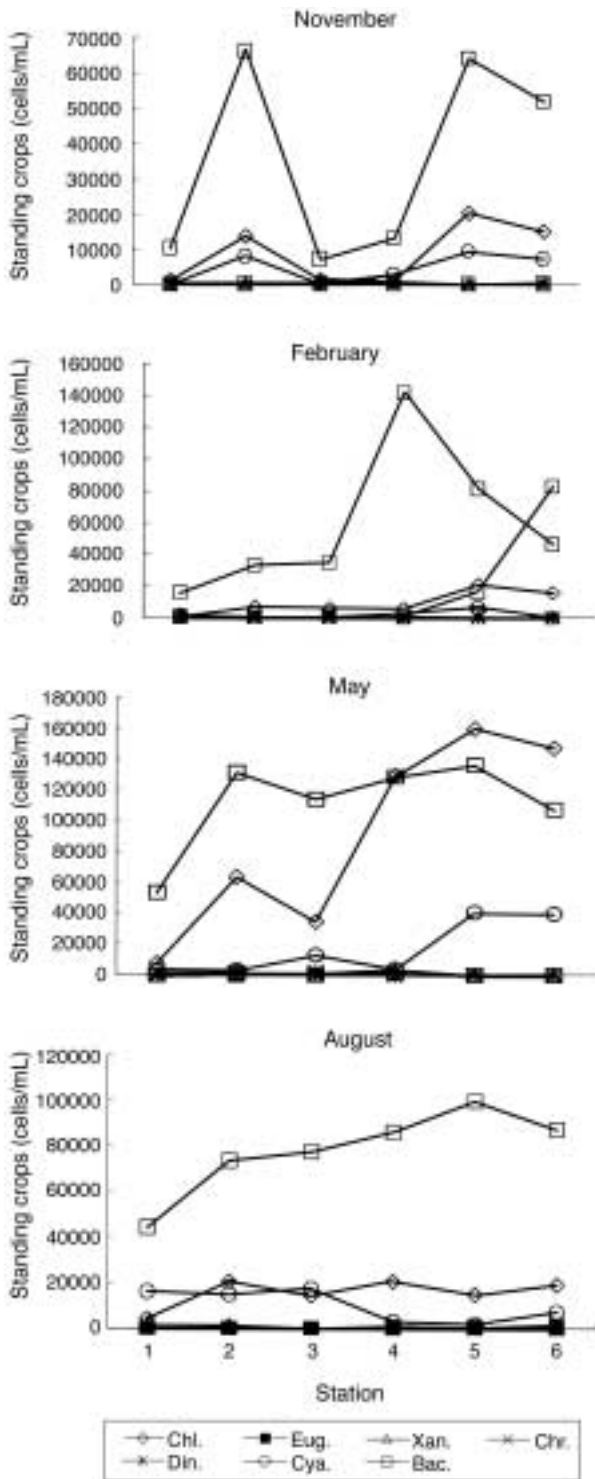 November
Standing crops (cells/mL)
70000
60000
50000
40000
30000
20000
10000
0
February
Standing crops (cells/mL)
160000
140000
120000
100000
80000
60000
40000
20000
0
May
Standing crops (cells/mL)
180000
160000
140000
120000
100000
80000
60000
40000
20000
0
August
Standing crops (cells/mL)
120000
100000
80000
60000
40000
20000
0
1 2 3 4 5 6
Station
Chl. Eug. Xan. Chr.
Din. Cya. Bac.